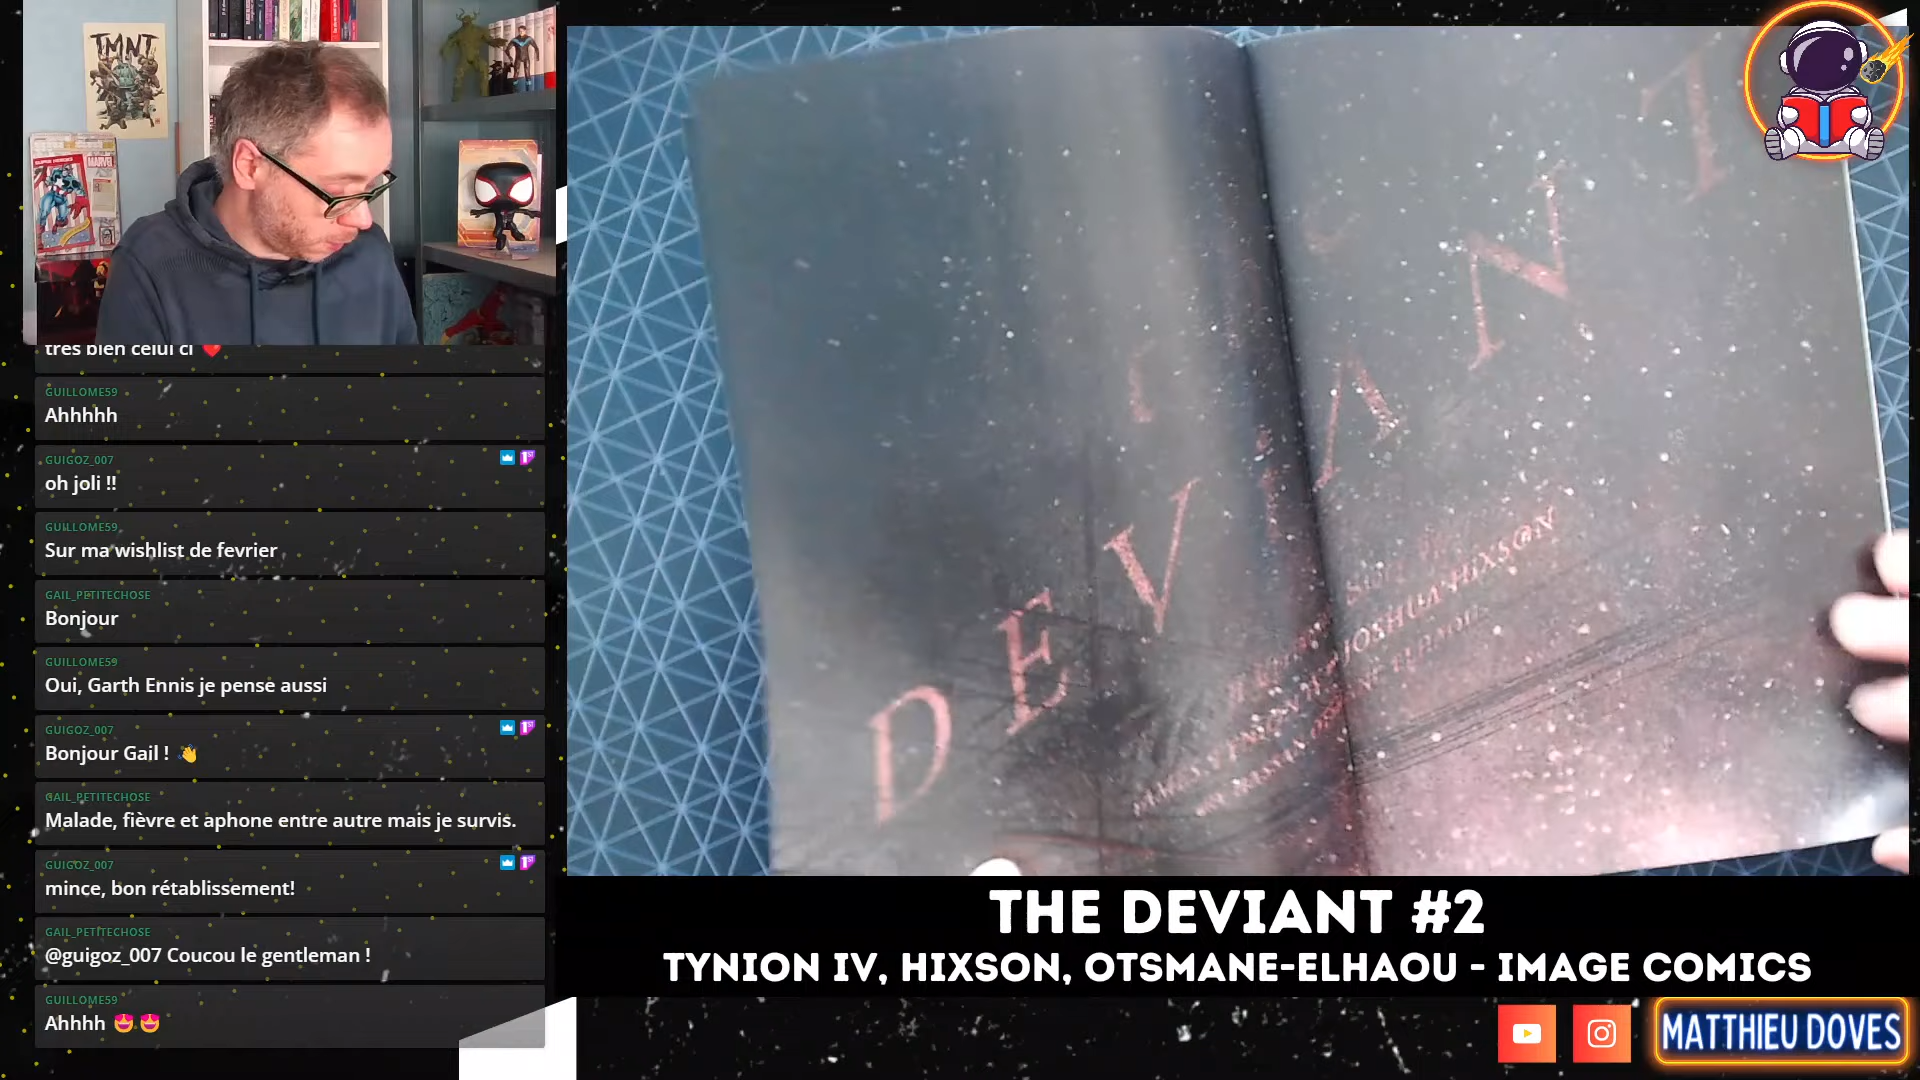 TMNT
MARVEL
très bien celui ci ❤️
GUILLOME59
Ahhhhh
GUIGOZ_007
oh joli !!
GUILLOME59
Sur ma wishlist de fevrier
GAIL_PETITECHOSE
Bonjour
GUILLOME59
Oui, Garth Ennis je pense aussi
GUIGOZ_007
Bonjour Gail ! 👋
GAIL_PETITECHOSE
Malade, fièvre et aphone entre autre mais je survis.
GUIGOZ_007
mince, bon rétablissement!
GAIL_PETITECHOSE
@guigoz_007 Coucou le gentleman !
GUILLOME59
Ahhhh 😍😍
DEVIANT
JOSHUA HIXSON
THE DEVIANT #2
TYNION IV, HIXSON, OTSMANE-ELHAOU - IMAGE COMICS
MATTHIEU DOVES